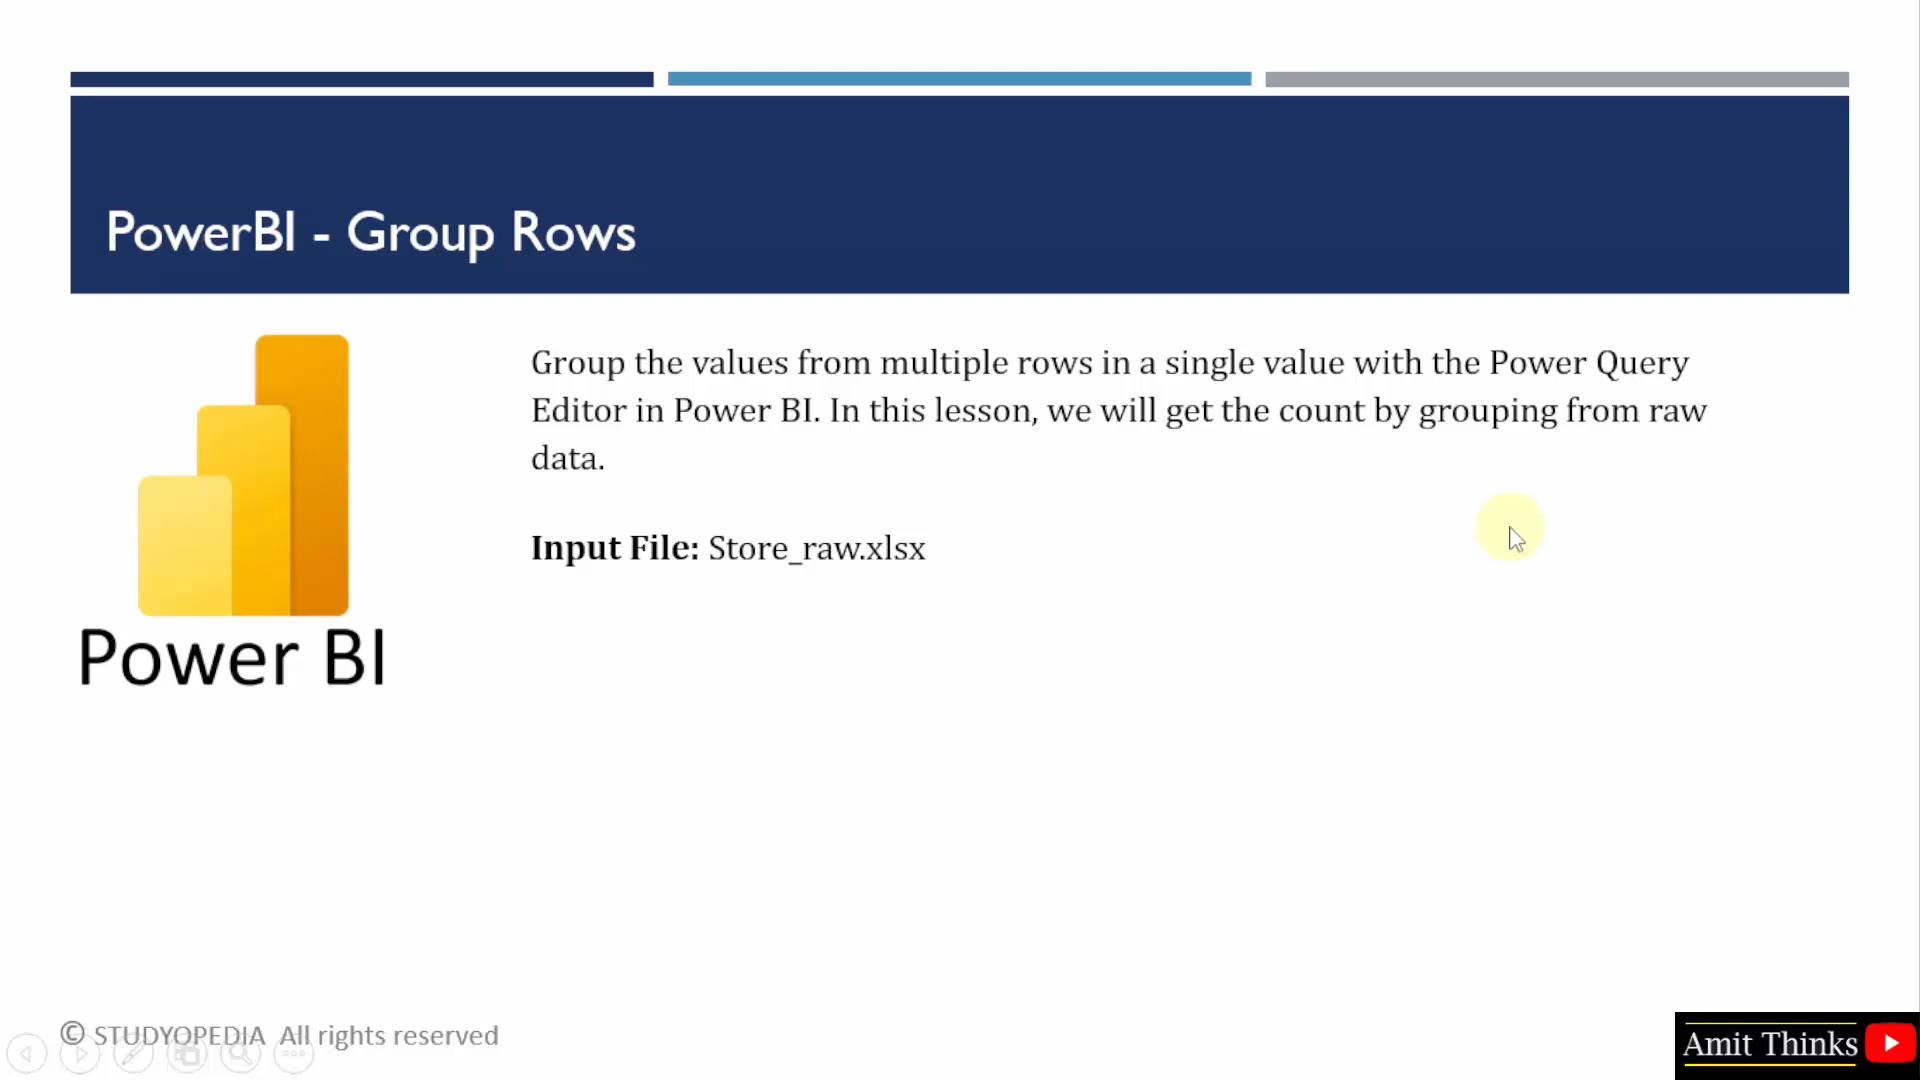 PowerBI - Group Rows
Group the values from multiple rows in a single value with the Power Query
Editor in Power BI. In this lesson, we will get the count by grouping from raw
data.
Input File: Store_raw.xlsx
Power BI
© STUDYOPEDIA All rights reserved
Amit Thinks